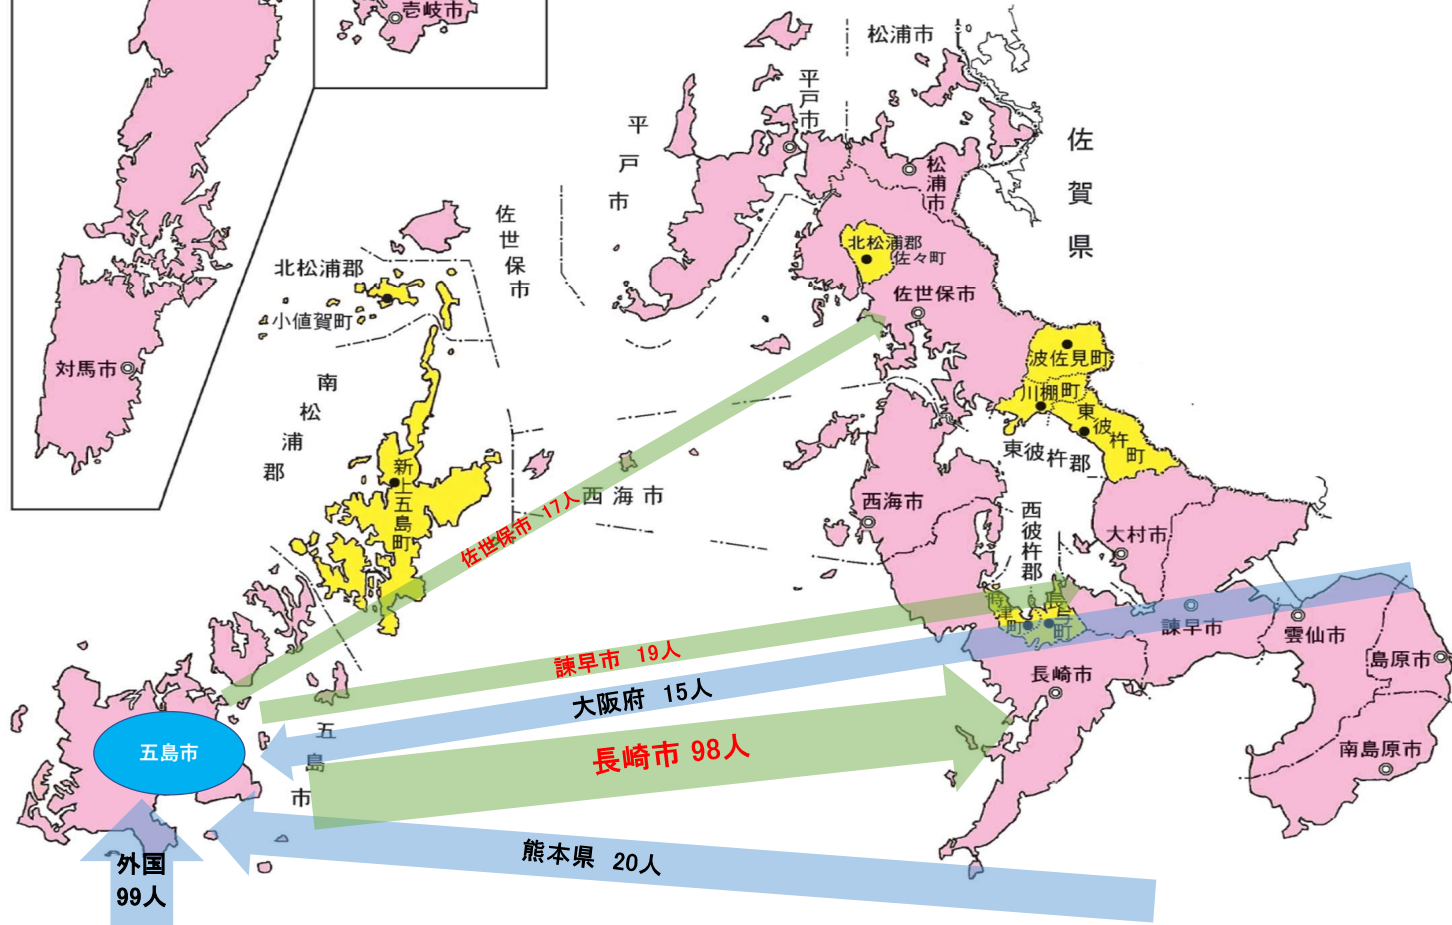 壱岐市
対馬市
松浦市
平戸市
平戸市
松浦市
佐賀県
佐世保市
北松浦郡
小値賀町
北松浦郡
佐々町
佐世保市
波佐見町
川棚町
東彼杵町
東彼杵郡
南松浦郡
新上五島町
西海市
西海市
西彼杵郡
大村市
時津町
長与町
諫早市
雲仙市
島原市
南島原市
長崎市
五島市
五島市
佐世保市 17人
諫早市 19人
大阪府 15人
長崎市 98人
熊本県 20人
外国
99人